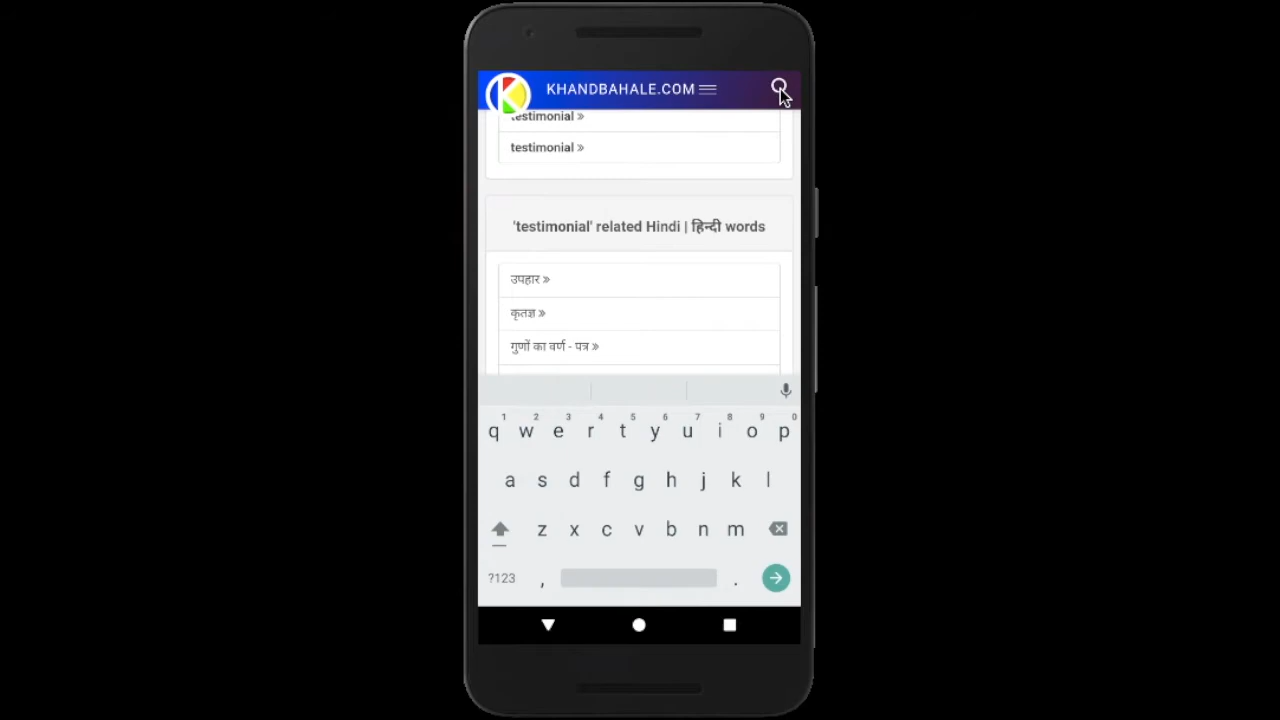 KHANDBAHALE.COM
testimonial »
testimonial »
'testimonial' related Hindi | हिन्दी words
उपहार »
कृतज्ञ »
गुणों का वर्ण - पत्र »
1 2 3 4 5 6 7 8 9 0
q w e r t y u i o p
a s d f g h j k l
z x c v b n m
?123 , .